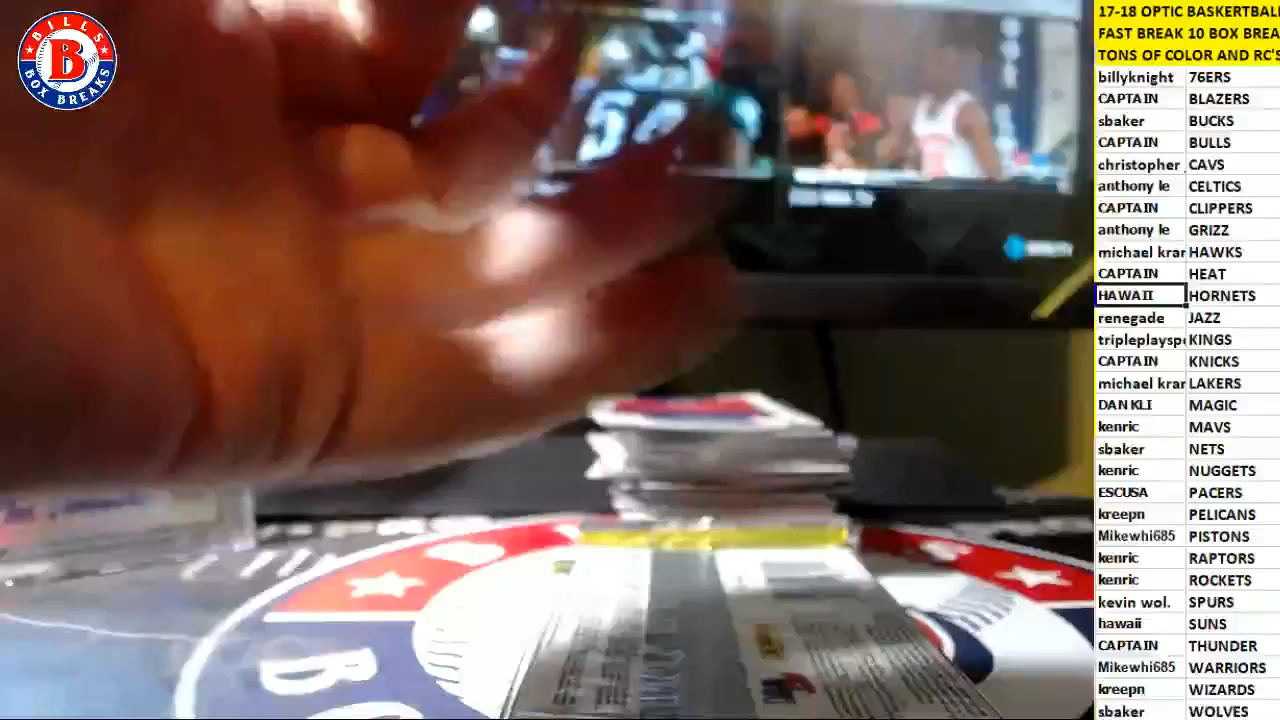 BILLS
B
BOX BREAKS
54
17-18 OPTIC BASKERTBAL
FAST BREAK 10 BOX BREA
TONS OF COLOR AND RC'S
billyknight 76ERS
CAPTAIN BLAZERS
sbaker BUCKS
CAPTAIN BULLS
christopher CAVS
anthony le CELTICS
CAPTAIN CLIPPERS
anthony le GRIZZ
michael krar HAWKS
CAPTAIN HEAT
HAWAII HORNETS
renegade JAZZ
tripleplayspo KINGS
CAPTAIN KNICKS
michael krar LAKERS
DAN KLI MAGIC
kenric MAVS
sbaker NETS
kenric NUGGETS
ESCUSA PACERS
kreepn PELICANS
Mikewhi685 PISTONS
kenric RAPTORS
kenric ROCKETS
kevin wol. SPURS
hawaii SUNS
CAPTAIN THUNDER
Mikewhi685 WARRIORS
kreepn WIZARDS
sbaker WOLVES